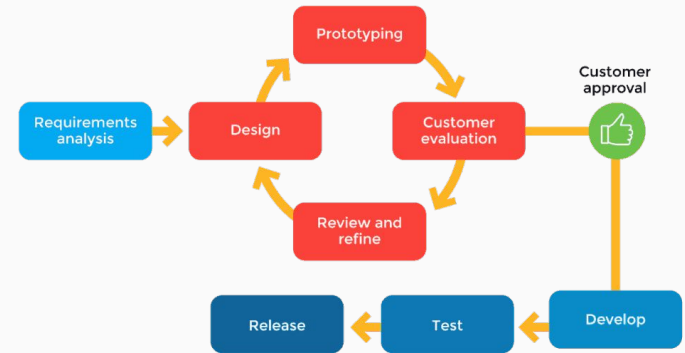 Prototyping
Customer
approval
Requirements
analysis
Design
Customer
evaluation
Review and
refine
Release
Test
Develop